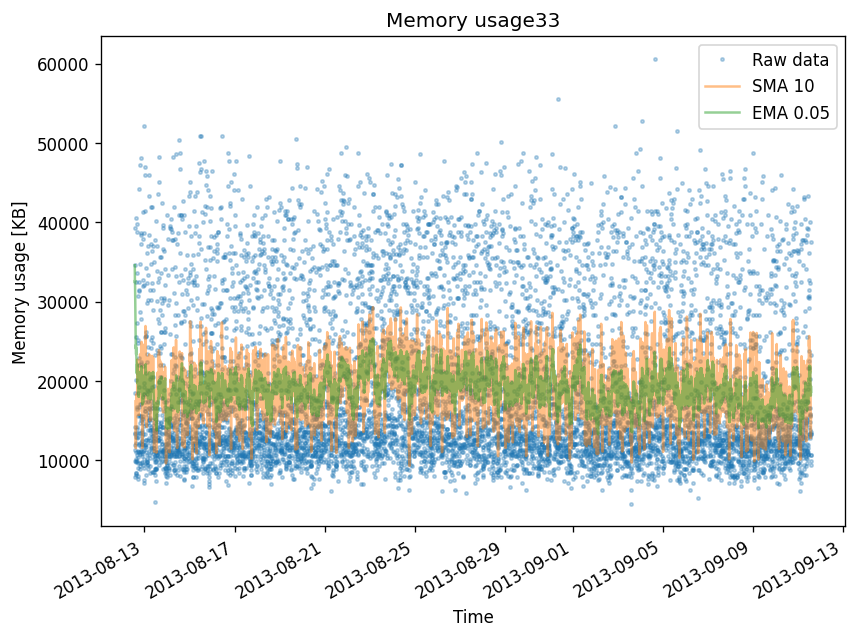 Memory usage33
Raw data
SMA 10
EMA 0.05
Memory usage [KB]
60000
50000
40000
30000
20000
10000
2013-08-13
2013-08-17
2013-08-21
2013-08-25
2013-08-29
2013-09-01
2013-09-05
2013-09-09
2013-09-13
Time